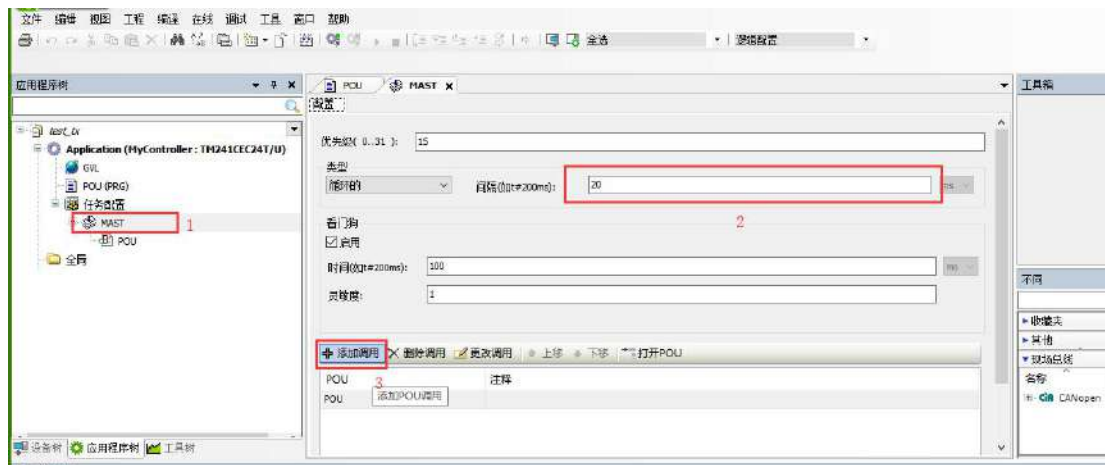 文件 编辑 视图 工程 编译 在线 调试 工具 窗口 帮助
全选 逻辑配置
应用程序树
POU MAST
工具箱
配置
test_tx
Application (MyController : TM241CEC24T/U)
GVL
POU (PRG)
任务配置
MAST 1
POU
全局
优先级( 0..31 ): 15
类型
循环的 间隔(如t#200ms): 20 ms
2
看门狗
启用
时间(如t#200ms): 100 ms
灵敏度: 1
添加调用 删除调用 更改调用 上移 下移 打开POU
POU 注释
3
POU 添加POU调用
不同
收藏夹
其他
现场总线
名称
CiA CANopen
设备树 应用程序树 工具树